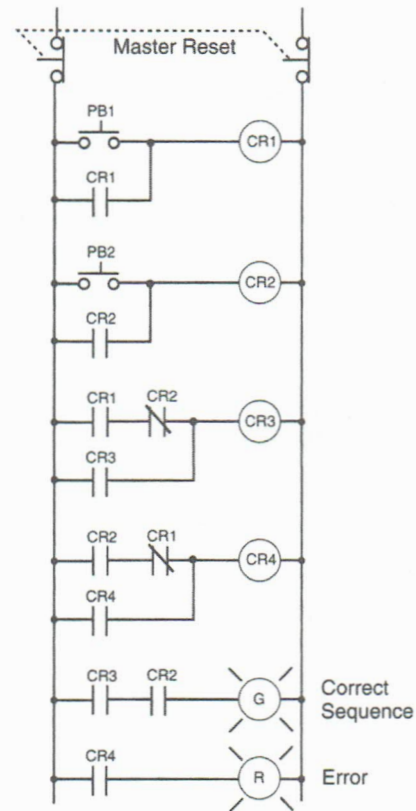 Master Reset
PB1
CR1
CR1
PB2
CR2
CR2
CR1 CR2
CR3
CR3
CR2 CR1
CR4
CR4
CR3 CR2
G
Correct
Sequence
CR4
R
Error